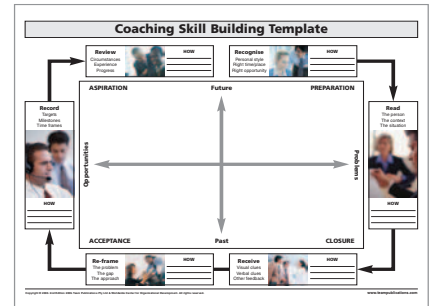 Coaching Skill Building Template
Review
Circumstances
Experience
Progress
HOW
Recognise
Personal style
Right time/place
Right opportunity
HOW
ASPIRATION
Future
PREPARATION
Record
Targets
Milestones
Time frames
HOW
Opportunities
Problems
Read
The person
The context
The situation
HOW
ACCEPTANCE
Past
CLOSURE
Re-frame
The problem
The gap
The approach
HOW
Receive
Visual clues
Verbal clues
Other feedback
HOW
www.teampublications.com